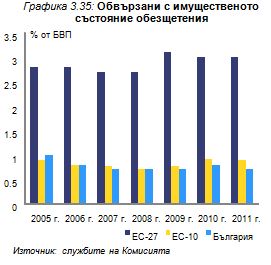 Графика 3.35: Обвързани с имущественото
състояние обезщетения
3.5
% от БВП
3
2.5
2
1.5
1
0.5
0
2005 г. 2006 г. 2007 г. 2008 г. 2009 г. 2010 г. 2011 г.
ЕС-27 ЕС-10 България
Източник: службите на Комисията